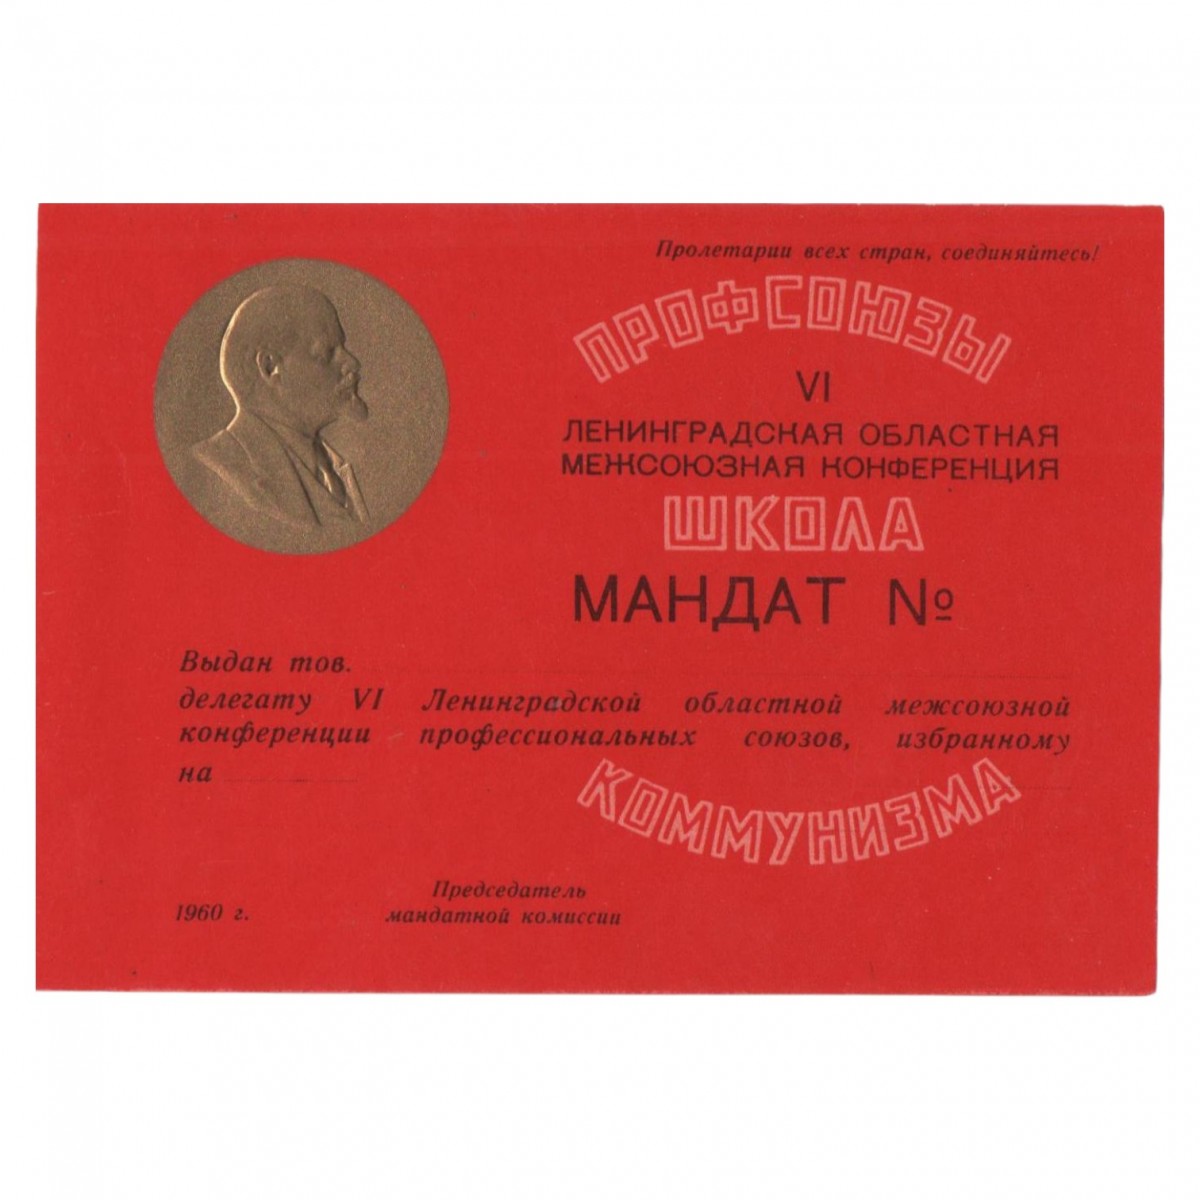 Пролетарии всех стран, соединяйтесь!
ПРОФСОЮЗЫ
VI
ЛЕНИНГРАДСКАЯ ОБЛАСТНАЯ
МЕЖСОЮЗНАЯ КОНФЕРЕНЦИЯ
ШКОЛА
МАНДАТ №
Выдан тов.
делегату VI Ленинградской областной межсоюзной
конференции профессиональных союзов, избранному
на
КОММУНИЗМА
Председатель
1960 г. мандатной комиссии